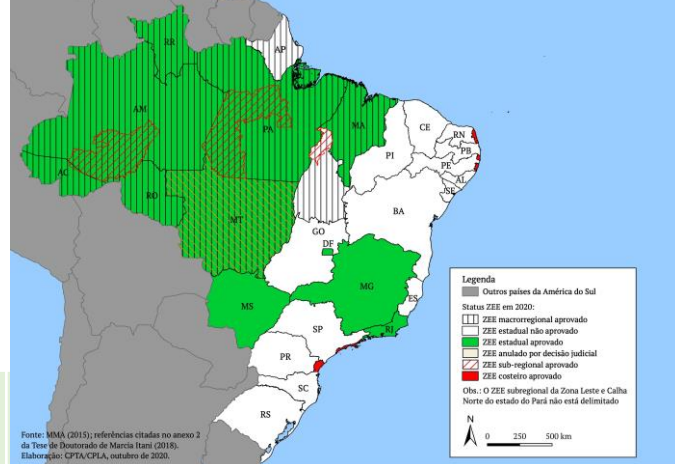 RR
AP
AM
PA
MA
CE
RN
PB
PE
AL
SE
PI
AC
RO
MT
BA
GO
DF
MG
ES
MS
SP
RJ
PR
SC
RS
Legenda
Outros países da América do Sul
Status ZEE em 2020:
ZEE macrorregional aprovado
ZEE estadual não aprovado
ZEE estadual aprovado
ZEE anulado por decisão judicial
ZEE sub-regional aprovado
ZEE costeiro aprovado
Obs.: O ZEE subregional da Zona Leste e Calha
Norte do estado do Pará não está delimitado
N
0 250 500 km
Fonte: MMA (2015); referências citadas no anexo 2
da Tese de Doutorado de Marcia Itani (2018).
Elaboração: CPTA/CPLA, outubro de 2020.